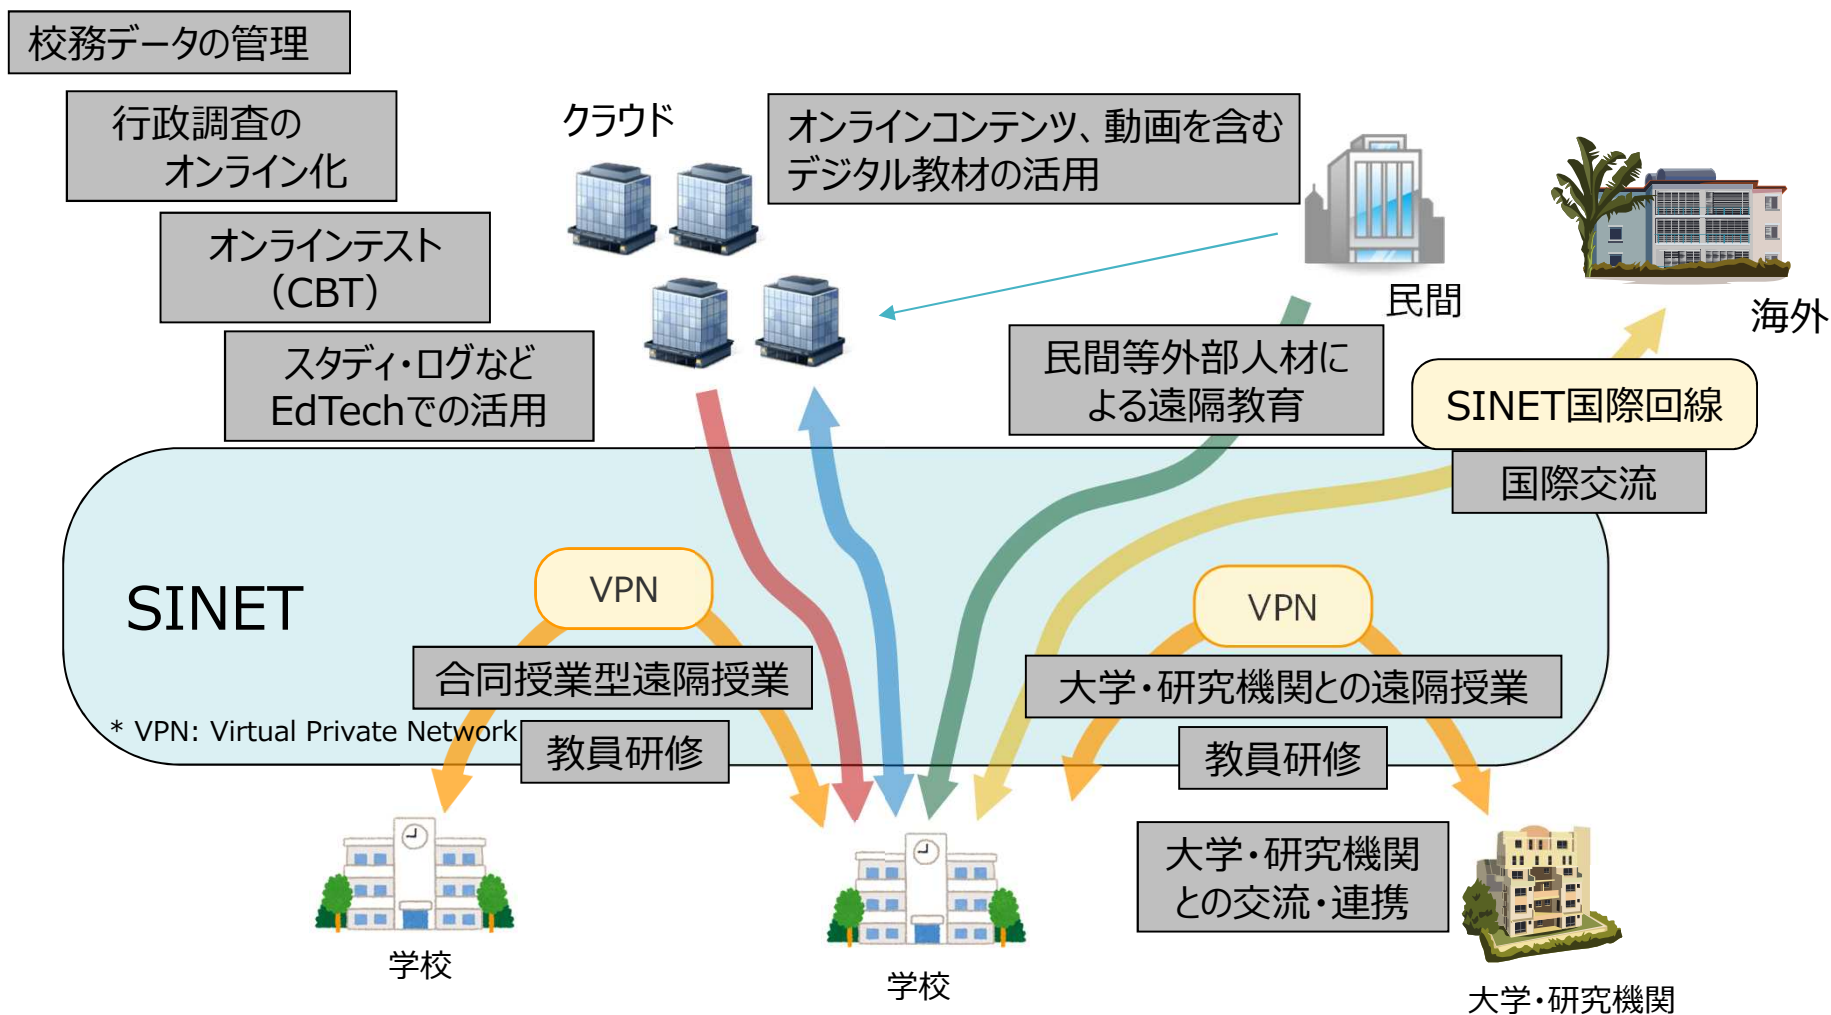 校務データの管理
行政調査の
オンライン化
オンラインテスト
（CBT）
スタディ・ログなど
EdTechでの活用
クラウド
オンラインコンテンツ、動画を含む
デジタル教材の活用
民間
海外
民間等外部人材に
よる遠隔教育
SINET国際回線
国際交流
SINET
VPN
VPN
合同授業型遠隔授業
大学・研究機関との遠隔授業
* VPN: Virtual Private Network
教員研修
教員研修
大学・研究機関
との交流・連携
学校
学校
大学・研究機関